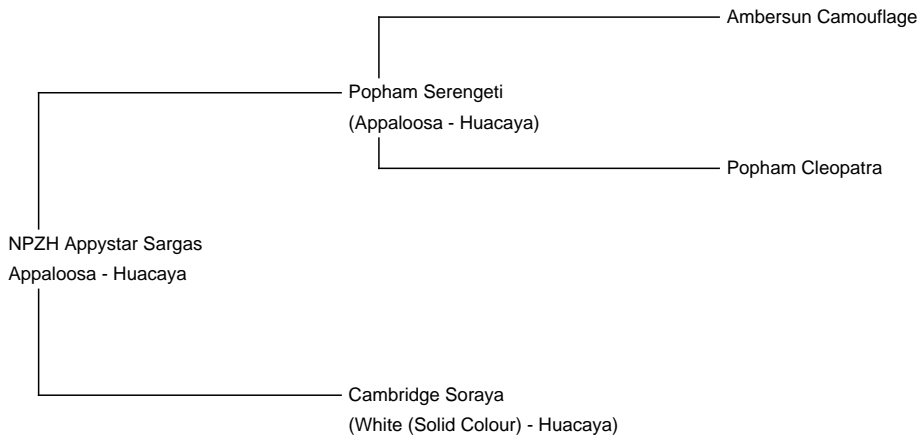 Ambersun Camouflage
Popham Serengeti
(Appaloosa - Huacaya)
Popham Cleopatra
NPZH Appystar Sargas
Appaloosa - Huacaya
Cambridge Soraya
(White (Solid Colour) - Huacaya)